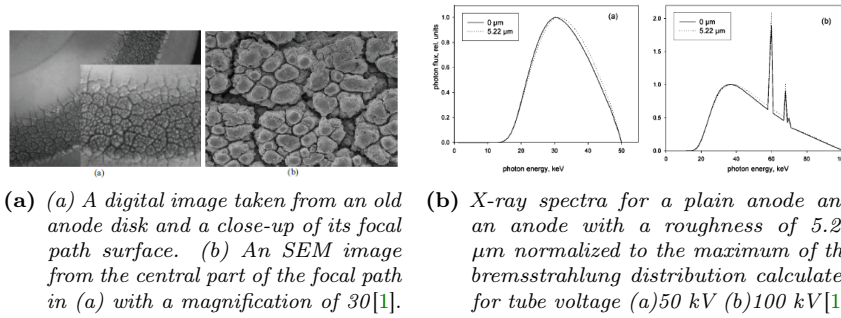 (a)
(b)
photon flux, rel. units
1.0
0.8
0.6
0.4
0.2
0.0
0 µm
5.22 µm
(a)
0 10 20 30 40 50
photon energy, keV
2.0
1.5
1.0
0.5
0.0
0 µm
5.22 µm
(b)
0 20 40 60 80 100
photon energy, keV
(a) (a) A digital image taken from an old
anode disk and a close-up of its focal
path surface. (b) An SEM image
from the central part of the focal path
in (a) with a magnification of 30[1].
(b) X-ray spectra for a plain anode an
an anode with a roughness of 5.2
µm normalized to the maximum of th
bremsstrahlung distribution calculate
for tube voltage (a)50 kV (b)100 kV[1